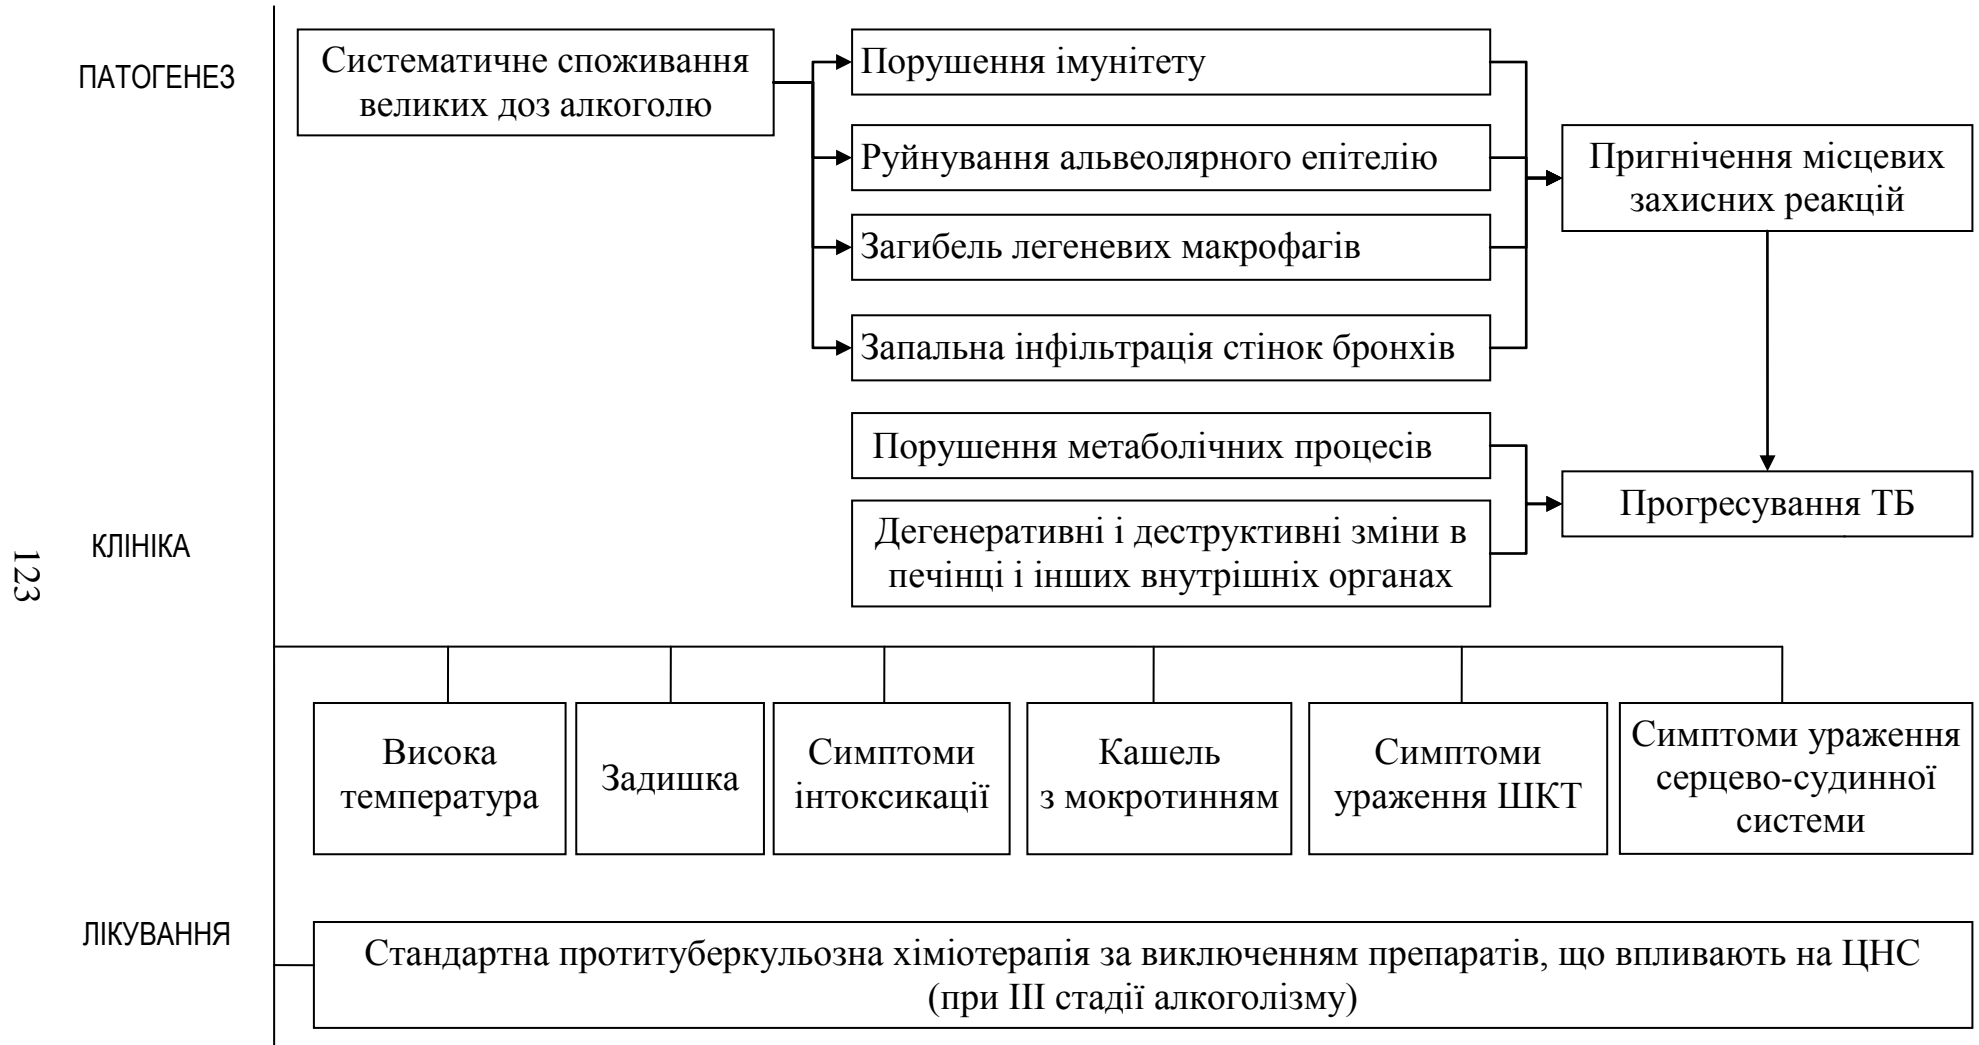 ПАТОГЕНЕЗ
Систематичне споживання
великих доз алкоголю
Порушення імунітету
Руйнування альвеолярного епітелію
Загибель легеневих макрофагів
Запальна інфільтрація стінок бронхів
Пригнічення місцевих
захисних реакцій
Порушення метаболічних процесів
Дегенеративні і деструктивні зміни в
печінці і інших внутрішніх органах
Прогресування ТБ
КЛІНІКА
123
Висока
температура
Задишка
Симптоми
інтоксикації
Кашель
з мокротинням
Симптоми
ураження ШКТ
Симптоми ураження
серцево-судинної
системи
ЛІКУВАННЯ
Стандартна протитуберкульозна хіміотерапія за виключенням препаратів, що впливають на ЦНС
(при III стадії алкоголізму)